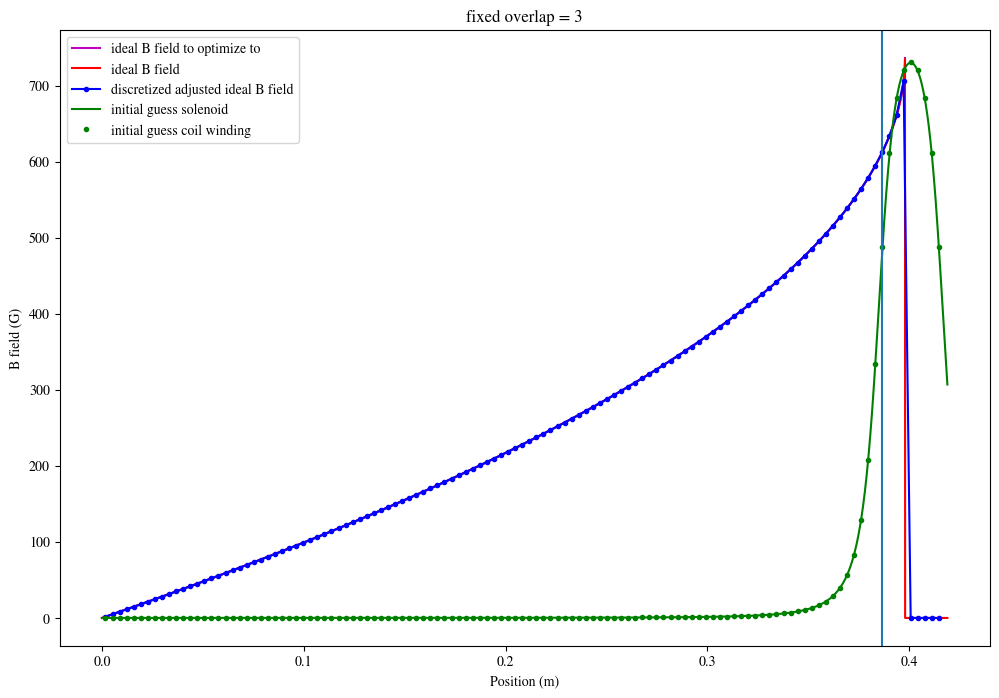 fixed overlap = 3
ideal B field to optimize to
ideal B field
discretized adjusted ideal B field
initial guess solenoid
initial guess coil winding
B field (G)
700
600
500
400
300
200
100
0
0.0
0.1
0.2
0.3
0.4
Position (m)